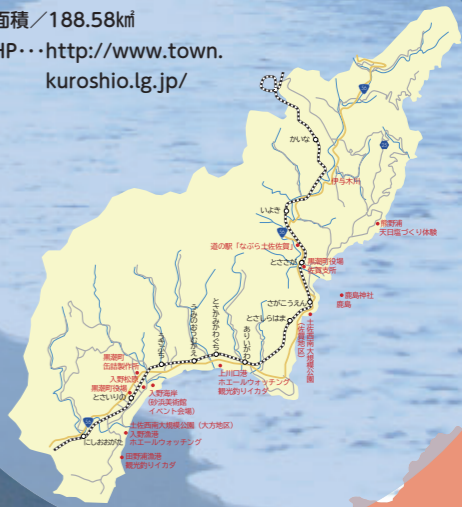 面積／188.58㎢
HP･･･http://www.town.
kuroshio.lg.jp/
かいな
伊与木川
いよき
熊野浦
天日塩づくり体験
道の駅「なぶら土佐佐賀」
とささが
黒潮町役場
佐賀支所
さがこうえん
鹿島神社
鹿島
とさしらはま
土佐西南大規模公園
（佐賀地区）
ありいがわ
とさかみかわぐち
うみのおうむかえ
うきぶち
上川口港
ホエールウォッチング
観光釣りイカダ
黒潮町
缶詰製作所
入野松原
黒潮町役場
とさいりの
入野海岸
（砂浜美術館
イベント会場）
土佐西南大規模公園（大方地区）
入野漁港
ホエールウォッチング
にしおおがた
田野浦漁港
観光釣りイカダ